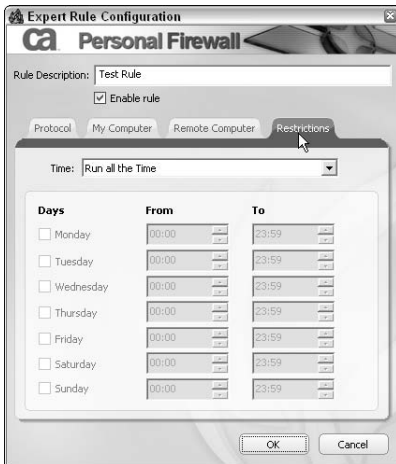 Expert Rule Configuration
ca Personal Firewall
Rule Description: Test Rule
Enable rule
Protocol My Computer Remote Computer Restrictions
Time: Run all the Time
Days From To
Monday 00:00 23:59
Tuesday 00:00 23:59
Wednesday 00:00 23:59
Thursday 00:00 23:59
Friday 00:00 23:59
Saturday 00:00 23:59
Sunday 00:00 23:59
OK Cancel